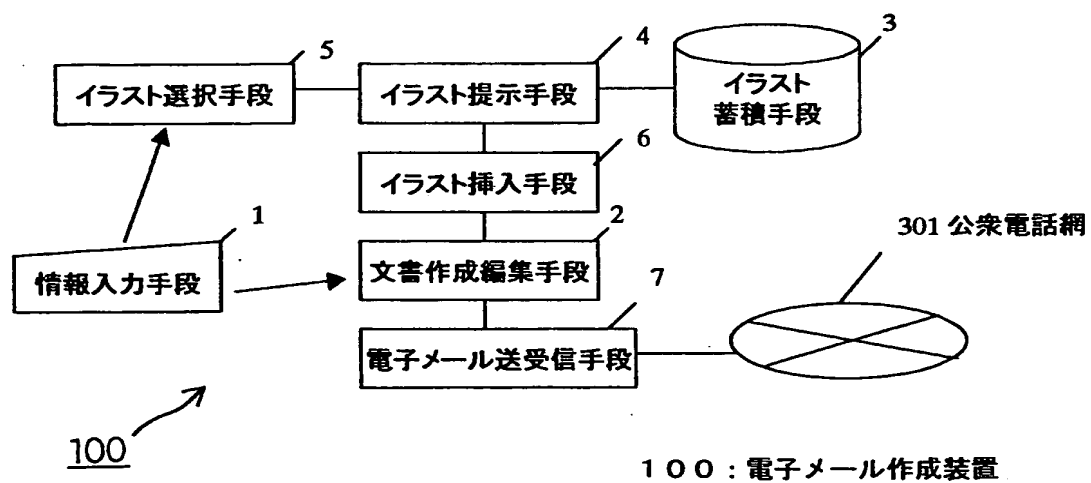 5
イラスト選択手段
4
イラスト提示手段
3
イラスト
蓄積手段
6
イラスト挿入手段
1
情報入力手段
2
文書作成編集手段
301 公衆電話網
7
電子メール送受信手段
100
100：電子メール作成装置